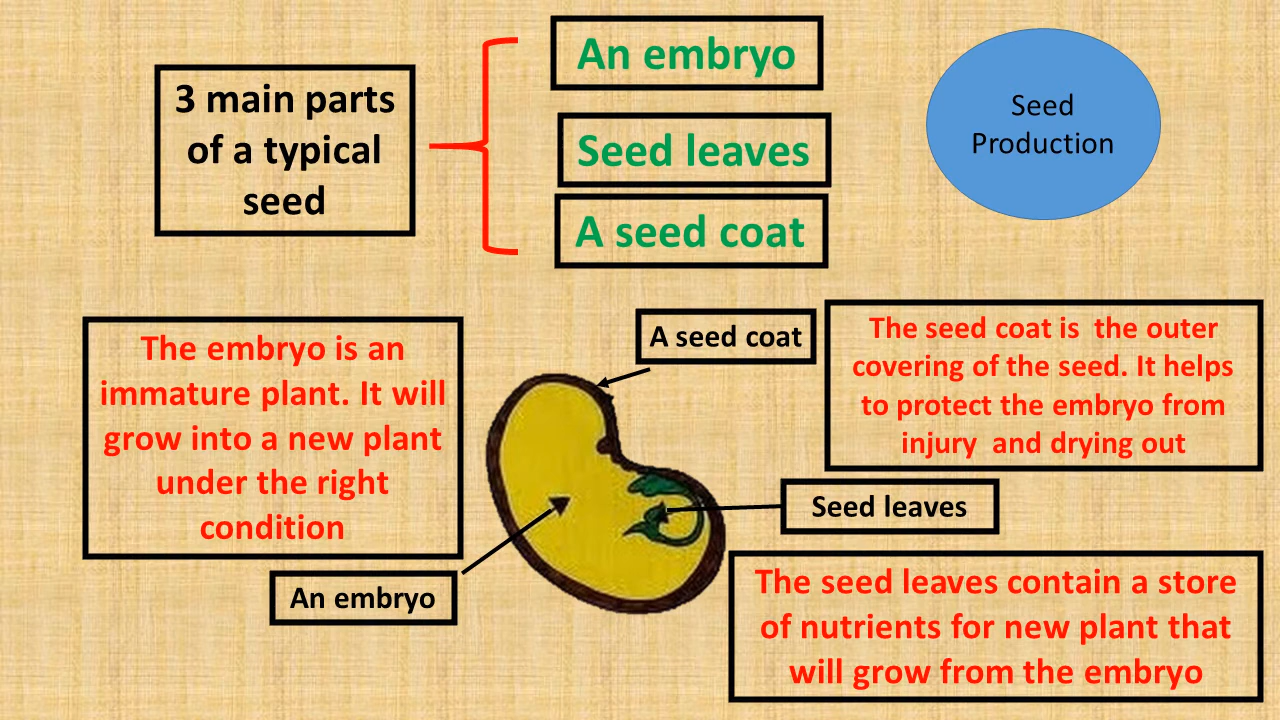 3 main parts
of a typical
seed
An embryo
Seed leaves
A seed coat
Seed
Production
The embryo is an
immature plant. It will
grow into a new plant
under the right
condition
An embryo
A seed coat
The seed coat is  the outer
covering of the seed. It helps
to protect the embryo from
injury  and drying out
Seed leaves
The seed leaves contain a store
of nutrients for new plant that
will grow from the embryo